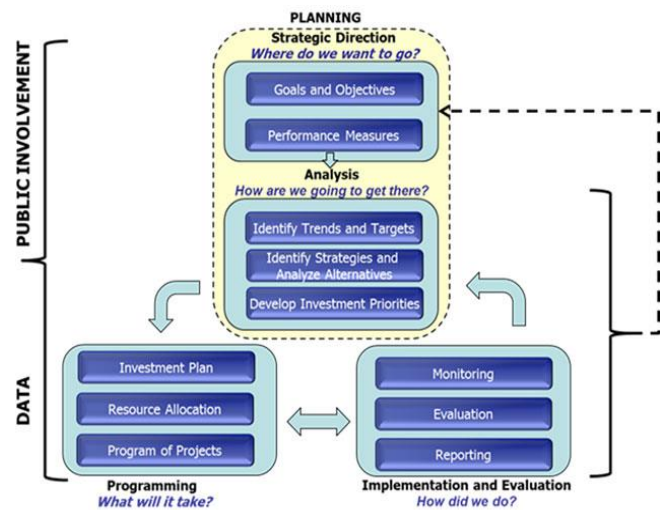 PLANNING
Strategic Direction
Where do we want to go?
Goals and Objectives
Performance Measures
Analysis
How are we going to get there?
Identify Trends and Targets
Identify Strategies and
Analyze Alternatives
Develop Investment Priorities
PUBLIC INVOLVEMENT
DATA
Investment Plan
Resource Allocation
Program of Projects
Programming
What will it take?
Monitoring
Evaluation
Reporting
Implementation and Evaluation
How did we do?